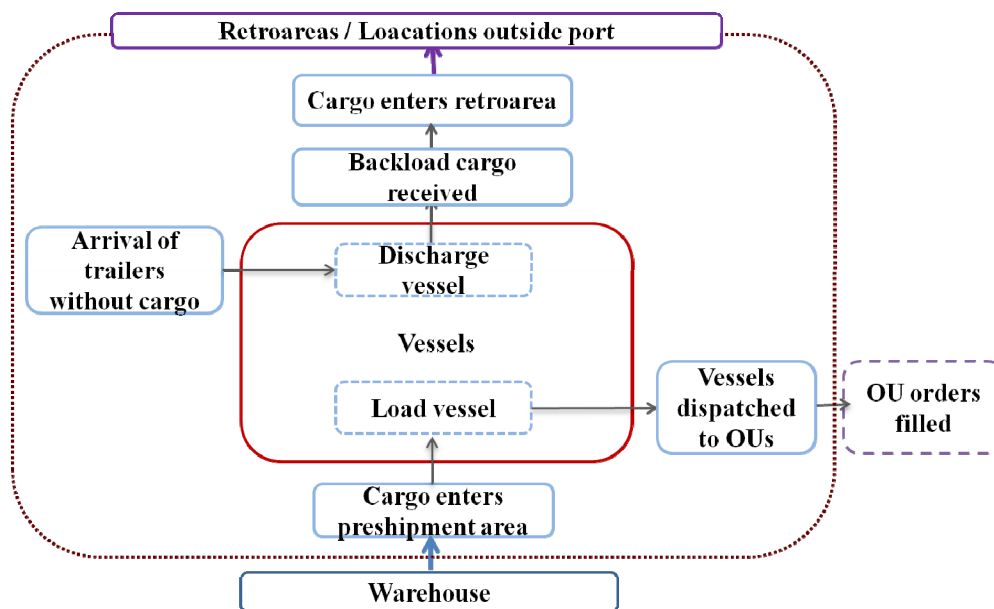 Retroareas / Loacations outside port
Cargo enters retroarea
Backload cargo
received
Arrival of
trailers
without cargo
Discharge
vessel
Vessels
Load vessel
Vessels
dispatched
to OUs
OU orders
filled
Cargo enters
preshipment area
Warehouse